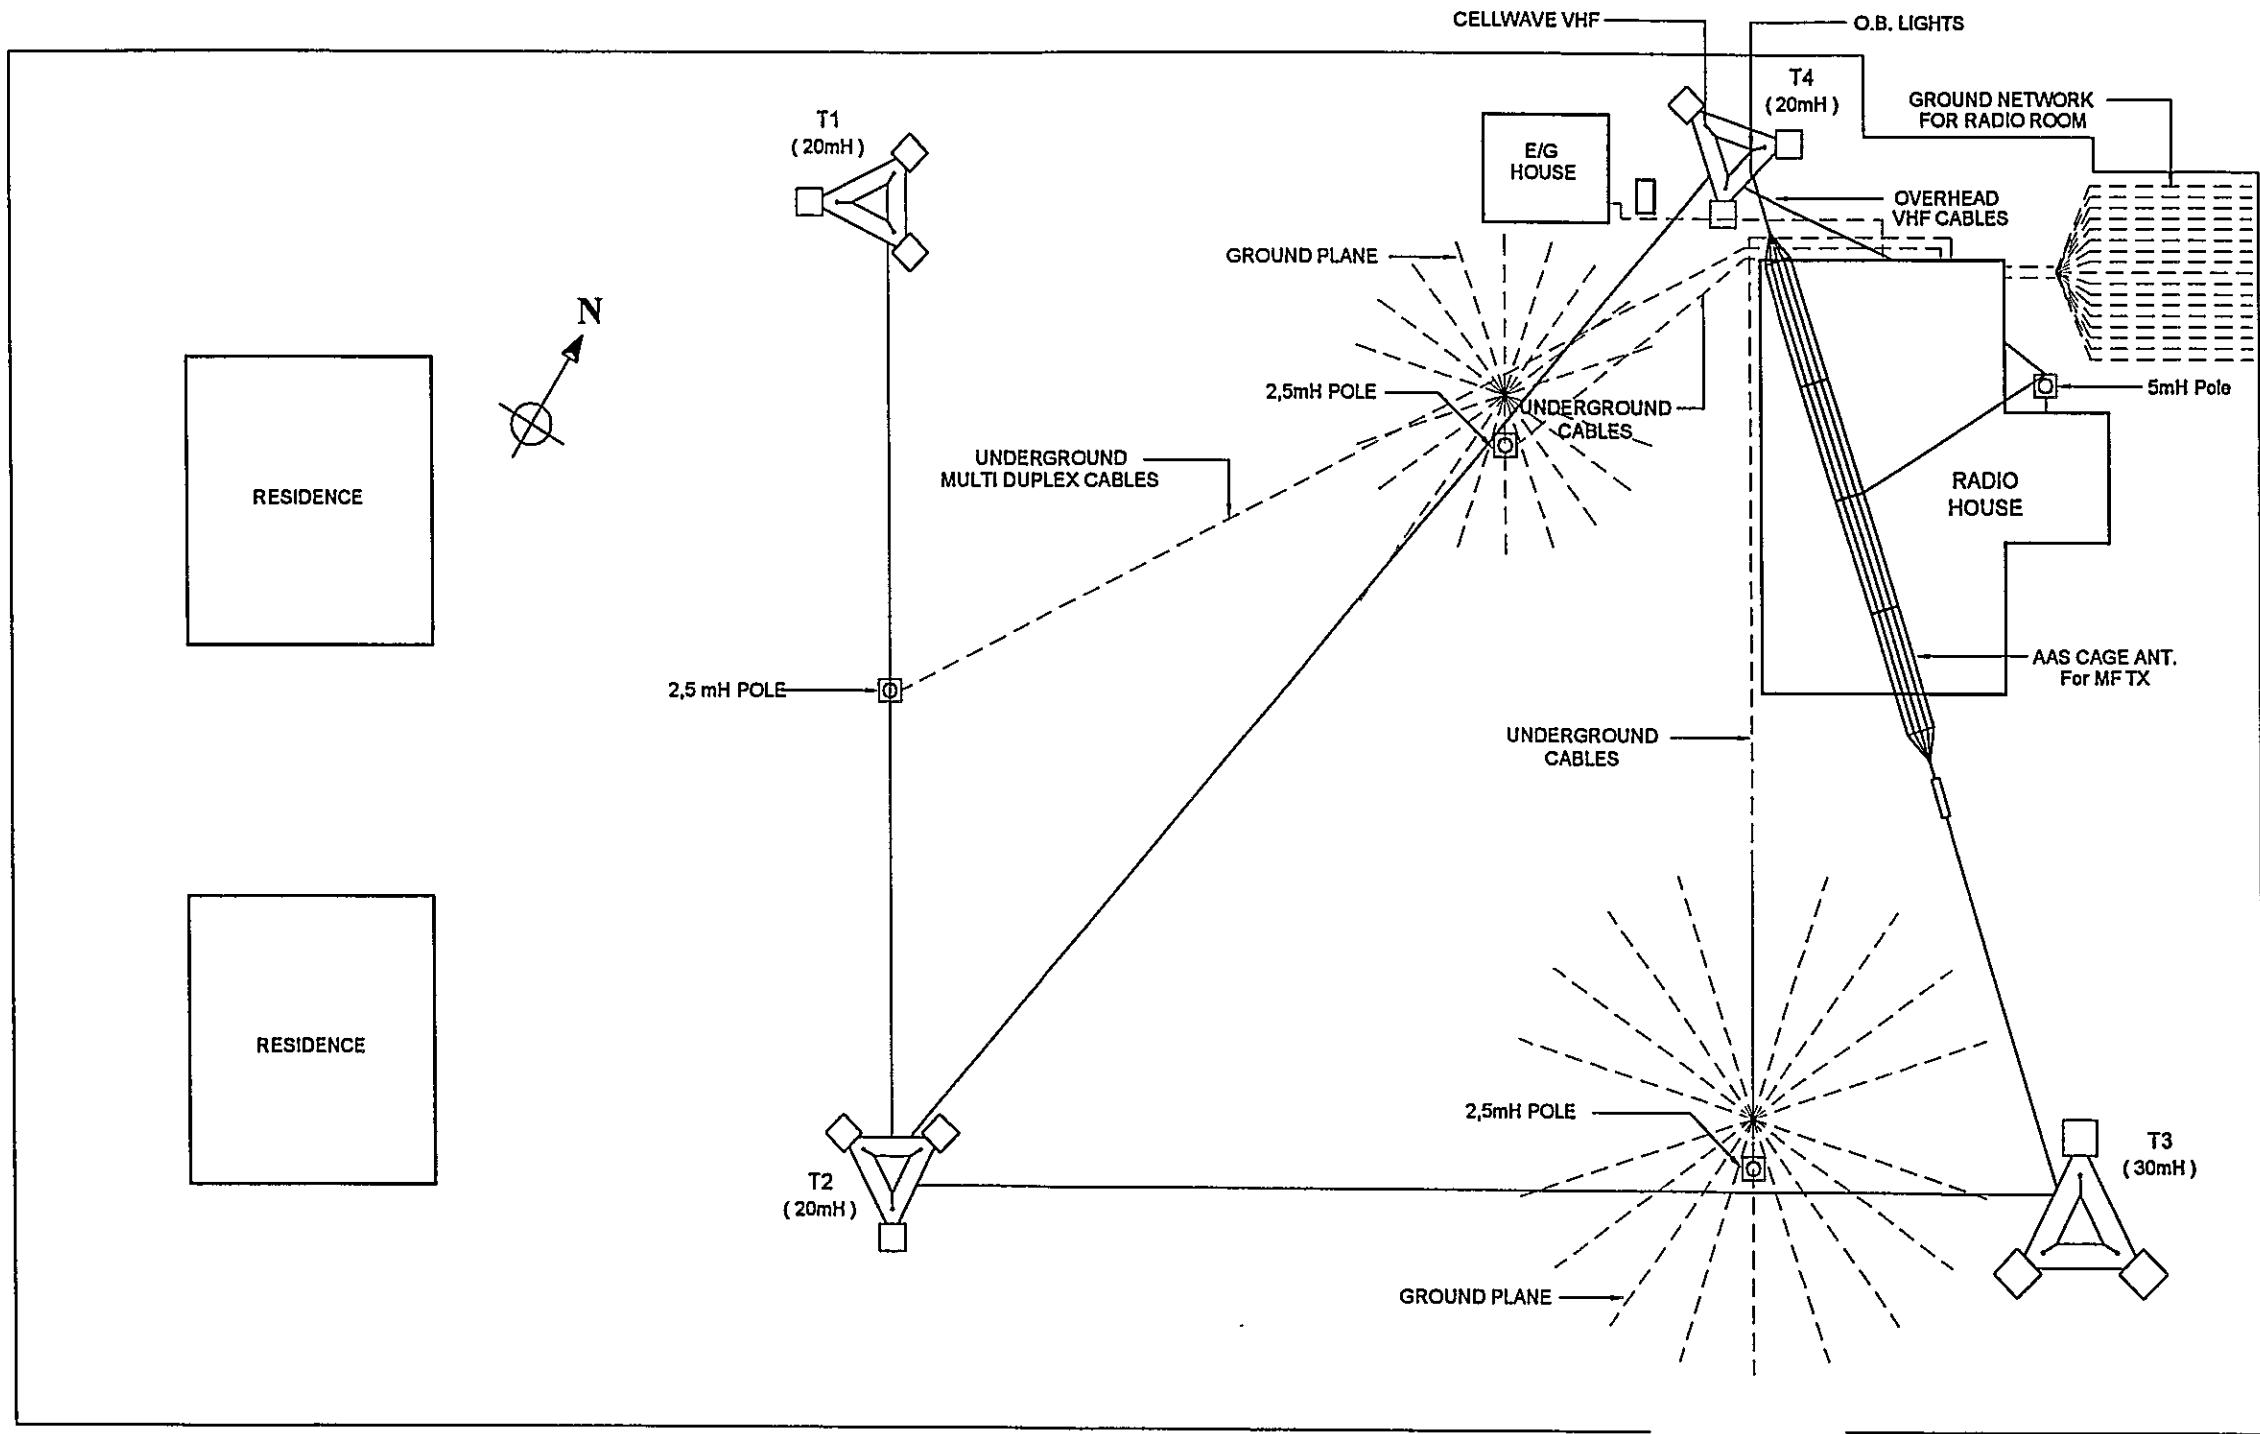 CELLWAVE VHF
O.B. LIGHTS
T4
(20mH)
GROUND NETWORK
FOR RADIO ROOM
T1
( 20mH )
E/G
HOUSE
OVERHEAD
VHF CABLES
GROUND PLANE
N
2,5mH POLE
UNDERGROUND
CABLES
5mH Pole
UNDERGROUND
MULTI DUPLEX CABLES
RESIDENCE
RADIO
HOUSE
AAS CAGE ANT.
For MF TX
2,5 mH POLE
UNDERGROUND
CABLES
RESIDENCE
2,5mH POLE
T2
( 20mH )
T3
( 30mH )
GROUND PLANE